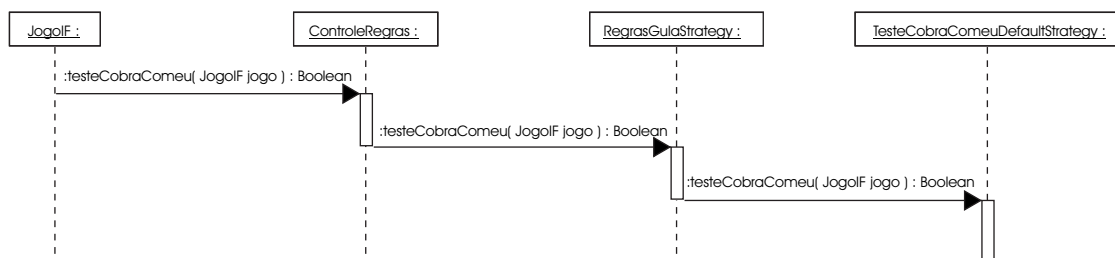 JogoIF :
ControleRegras :
RegrasGulaStrategy :
TesteCobraComeuDefaultStrategy :
:testeCobraComeu( JogoIF jogo ) : Boolean
:testeCobraComeu( JogoIF jogo ) : Boolean
:testeCobraComeu( JogoIF jogo ) : Boolean